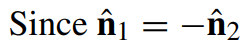 Since n̂₁ = −n̂₂